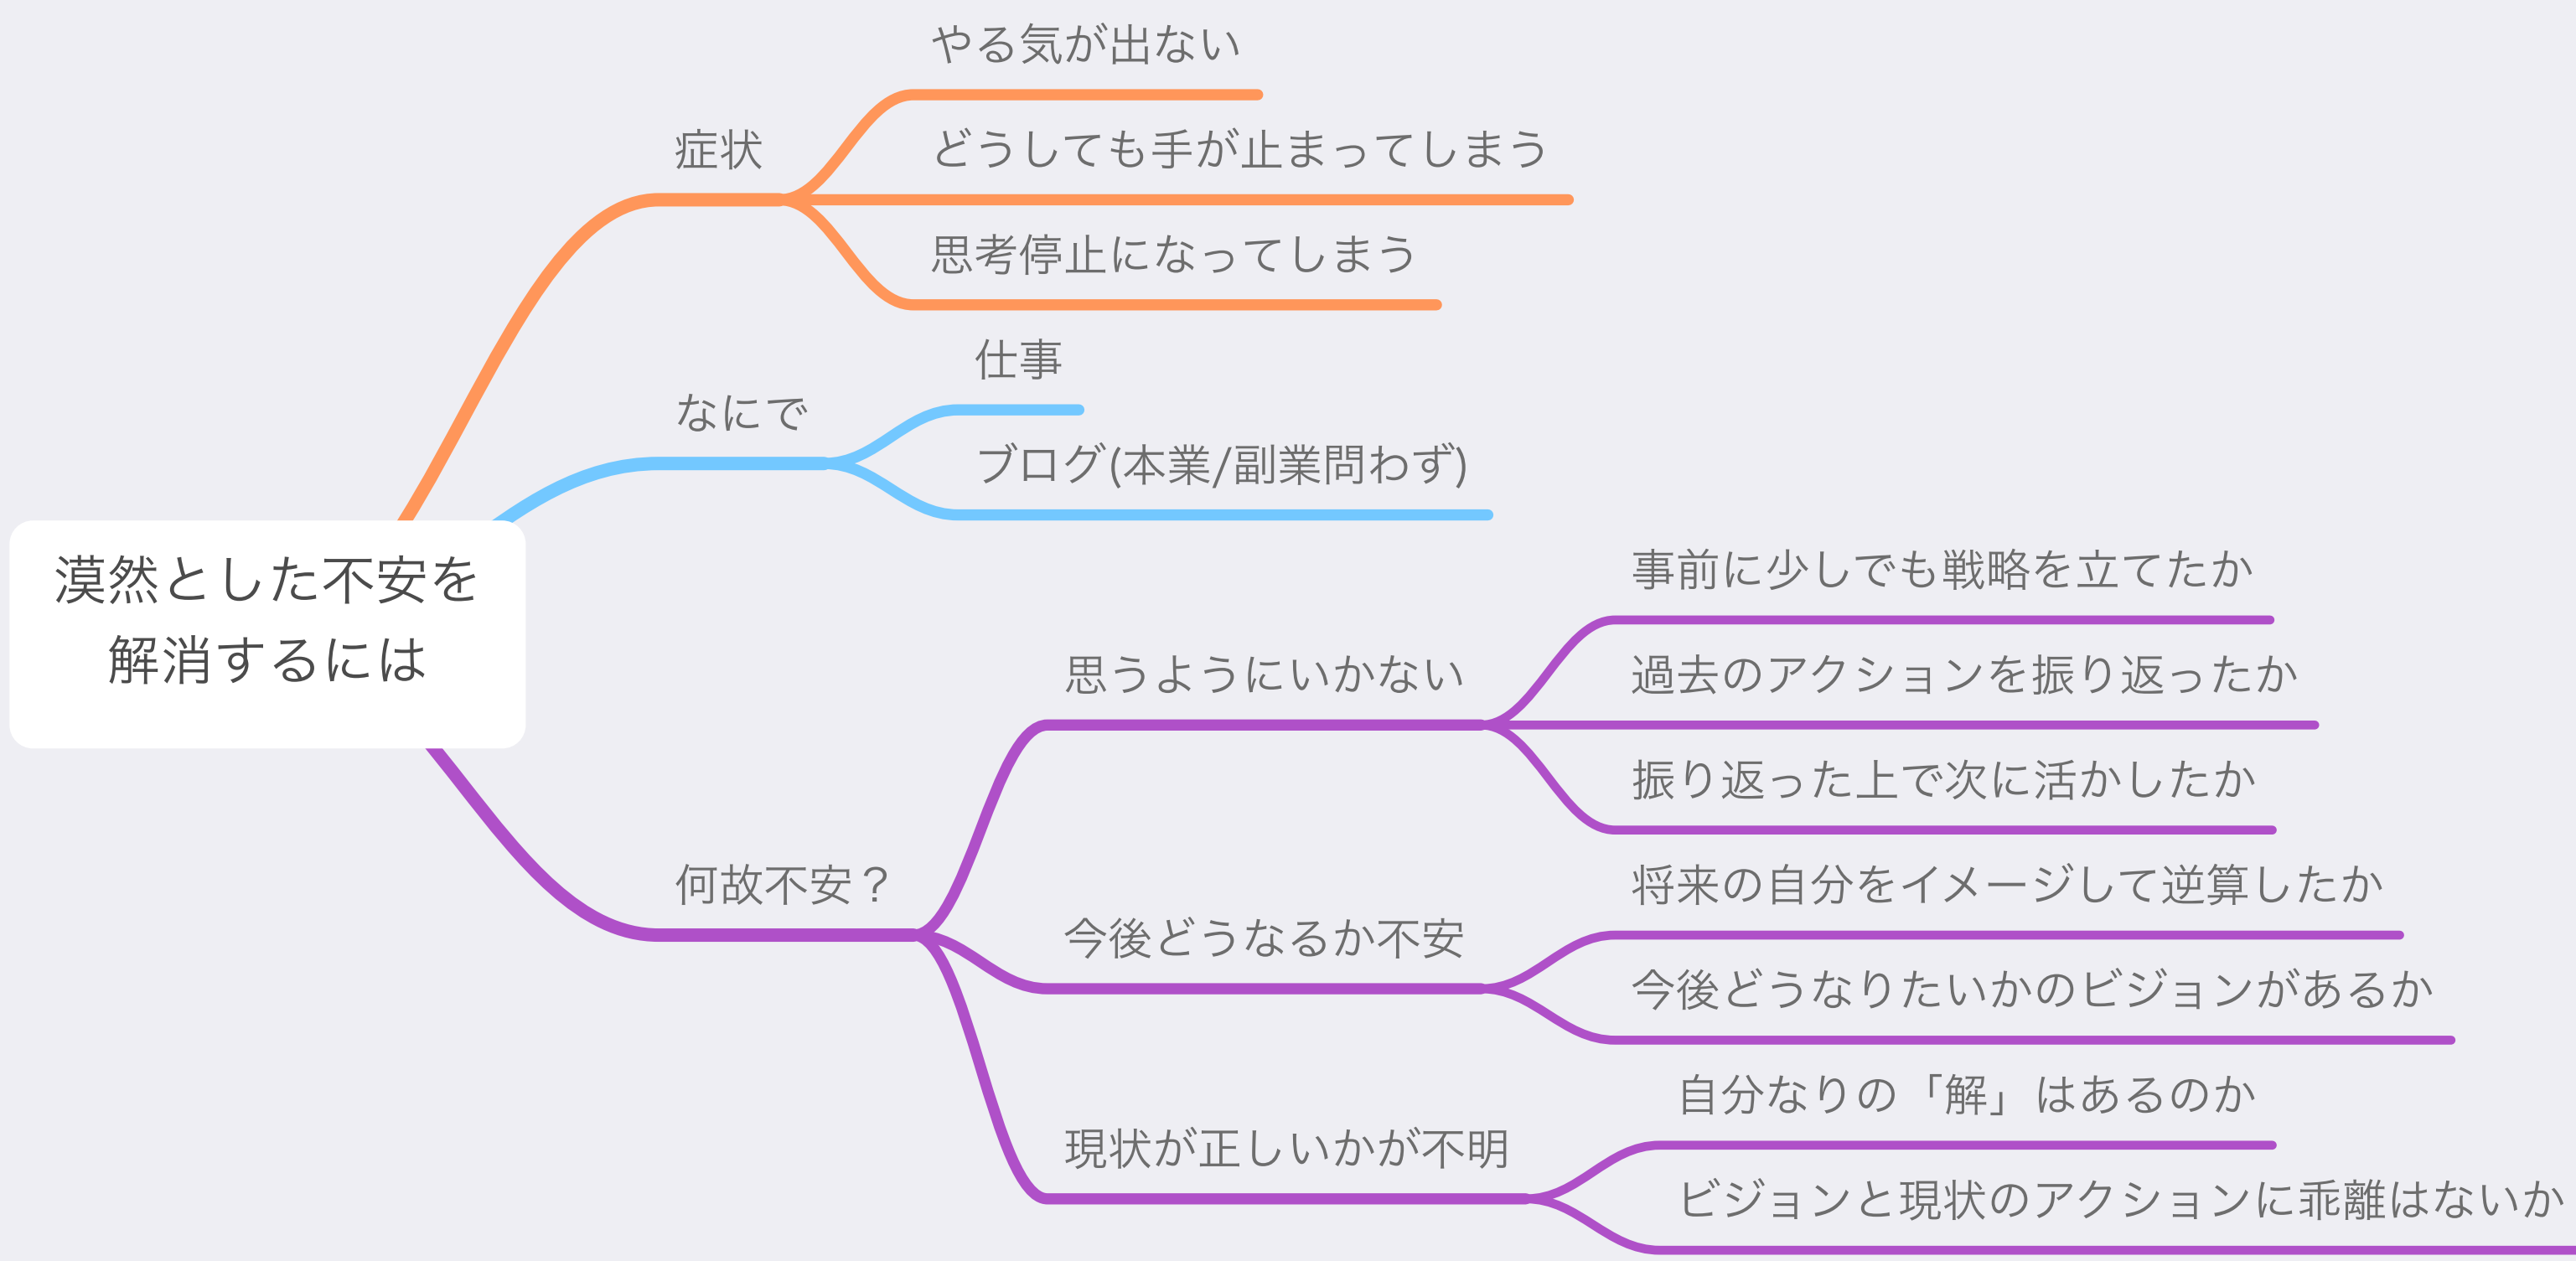 漠然とした不安を
解消するには
症状
やる気が出ない
どうしても手が止まってしまう
思考停止になってしまう
なにで
仕事
ブログ(本業/副業問わず)
何故不安？
思うようにいかない
事前に少しでも戦略を立てたか
過去のアクションを振り返ったか
振り返った上で次に活かしたか
今後どうなるか不安
将来の自分をイメージして逆算したか
今後どうなりたいかのビジョンがあるか
現状が正しいかが不明
自分なりの「解」はあるのか
ビジョンと現状のアクションに乖離はないか